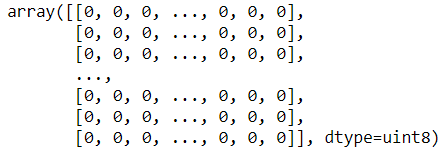 array([[0, 0, 0, ..., 0, 0, 0],
       [0, 0, 0, ..., 0, 0, 0],
       [0, 0, 0, ..., 0, 0, 0],
       ...,
       [0, 0, 0, ..., 0, 0, 0],
       [0, 0, 0, ..., 0, 0, 0],
       [0, 0, 0, ..., 0, 0, 0]], dtype=uint8)